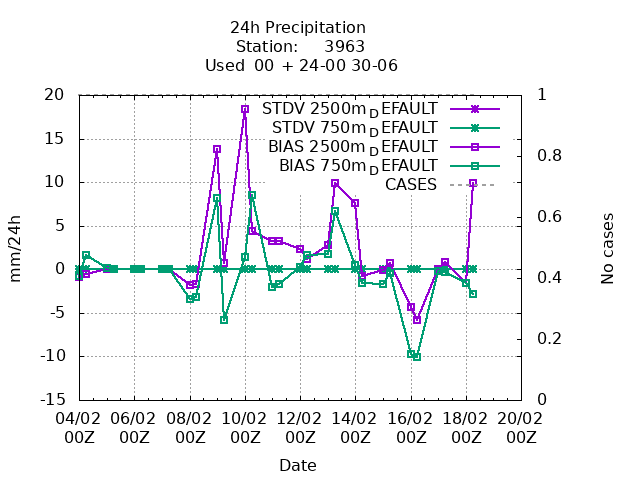 24h Precipitation
Station: 3963
Used 00 + 24-00 30-06
20 1
STDV 2500m_DEFAULT
STDV 750m_DEFAULT
15
BIAS 2500m_DEFAULT
0.8
BIAS 750m_DEFAULT
CASES
10
5 0.6
mm/24h
No cases
0 0.4
-5
0.2
-10
-15 0
04/02 06/02 08/02 10/02 12/02 14/02 16/02 18/02 20/02
00Z 00Z 00Z 00Z 00Z 00Z 00Z 00Z 00Z
Date